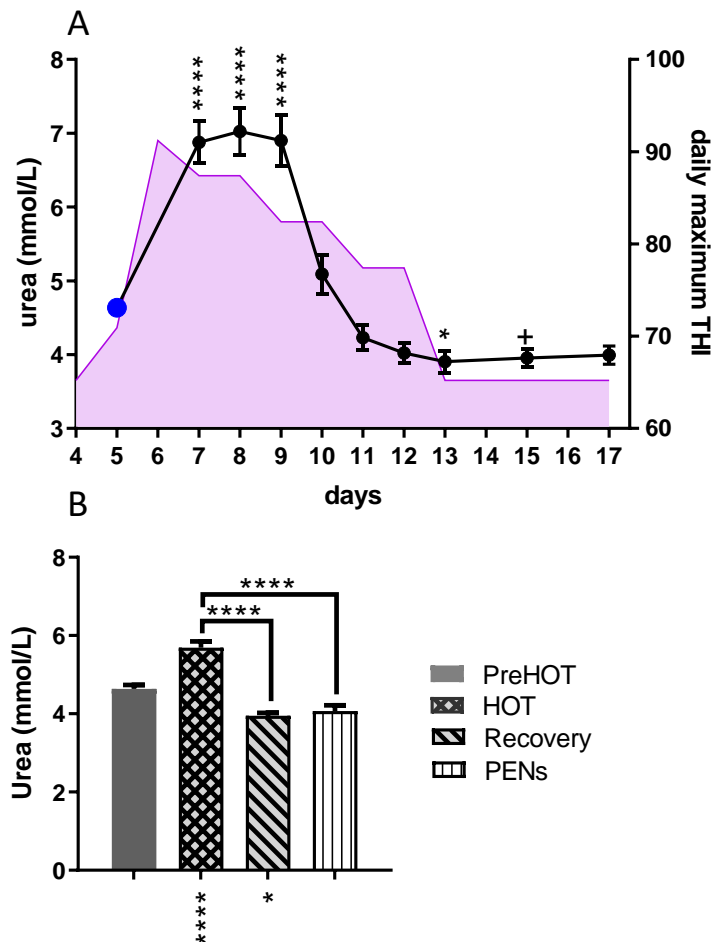 A
8
7
6
5
4
3
urea (mmol/L)
100
90
80
70
60
daily maximum THI
****
****
****
*
+
4 5 6 7 8 9 10 11 12 13 14 15 16 17
days
B
8
6
4
2
0
Urea (mmol/L)
****
****
****
*
PreHOT
HOT
Recovery
PENs